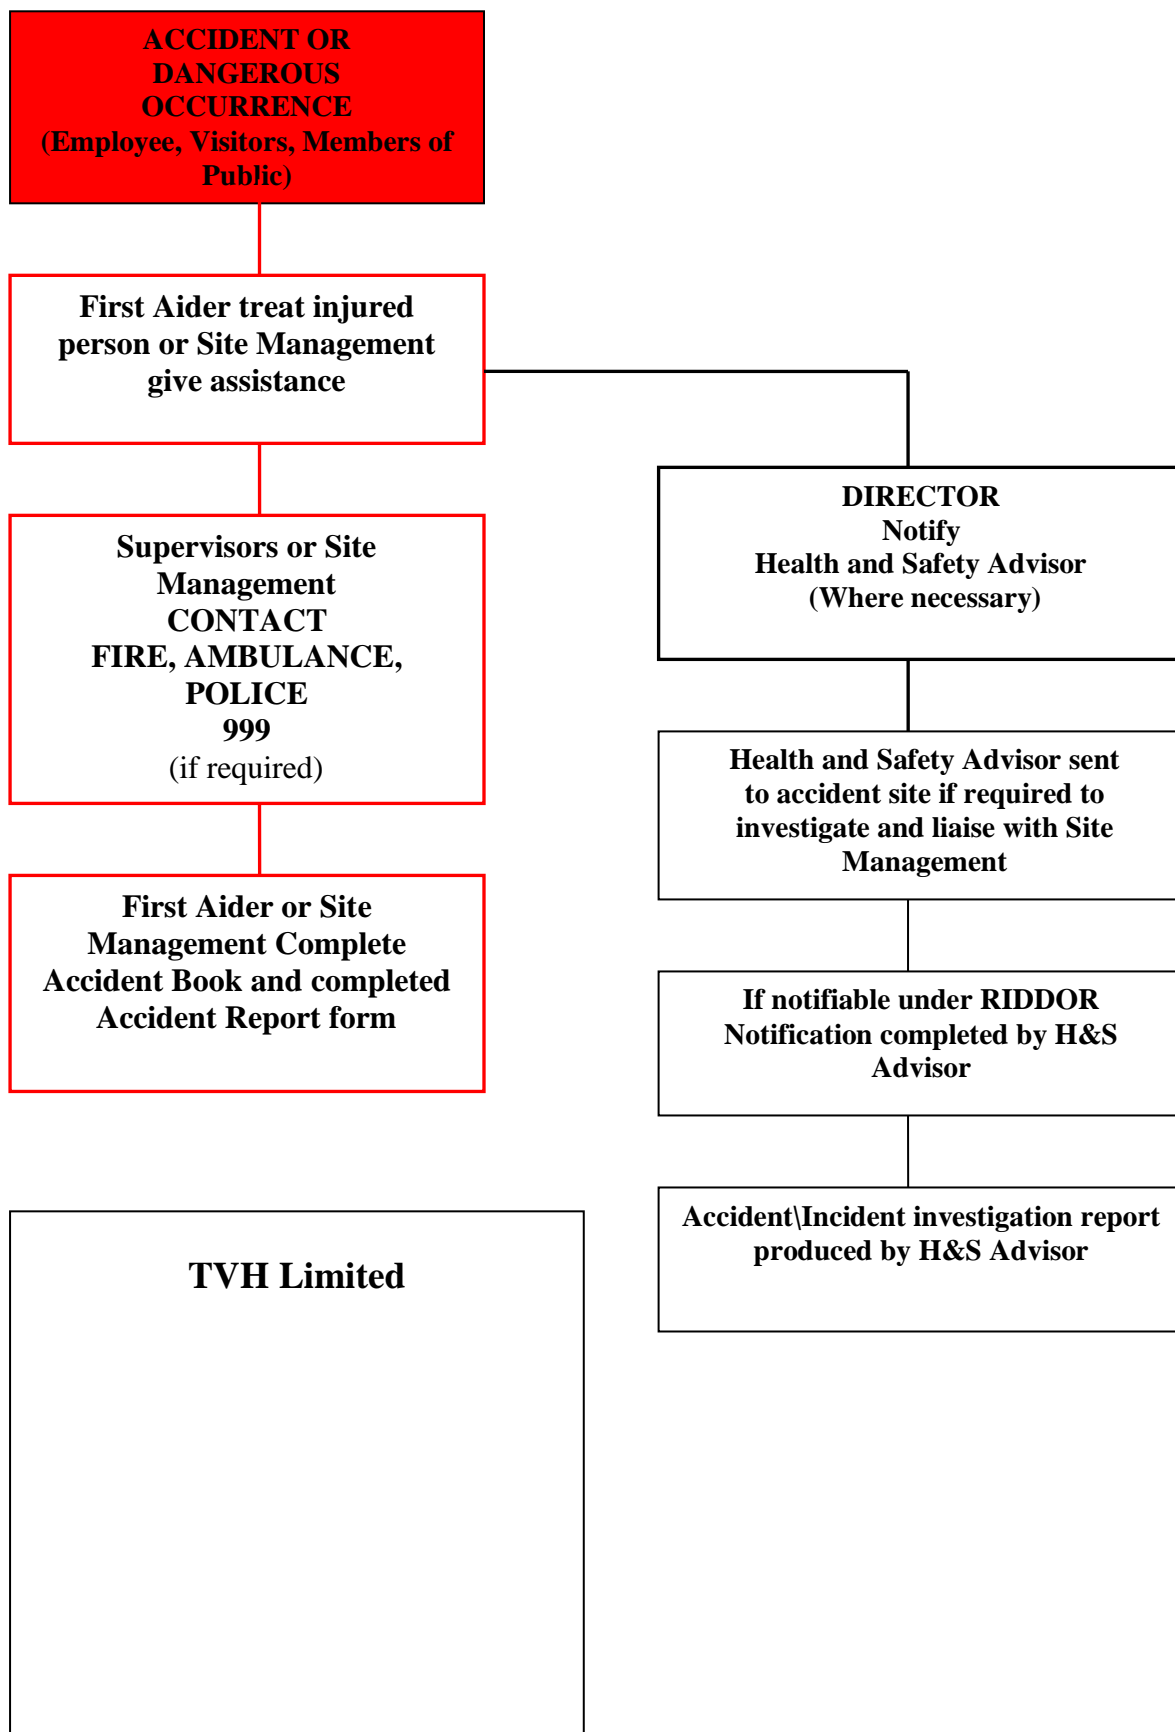 ACCIDENT OR
DANGEROUS
OCCURRENCE
(Employee, Visitors, Members of
Public)
First Aider treat injured
person or Site Management
give assistance
Supervisors or Site
Management
CONTACT
FIRE, AMBULANCE,
POLICE
999
(if required)
First Aider or Site
Management Complete
Accident Book and completed
Accident Report form
DIRECTOR
Notify
Health and Safety Advisor
(Where necessary)
Health and Safety Advisor sent
to accident site if required to
investigate and liaise with Site
Management
If notifiable under RIDDOR
Notification completed by H&S
Advisor
Accident\Incident investigation report
produced by H&S Advisor
TVH Limited